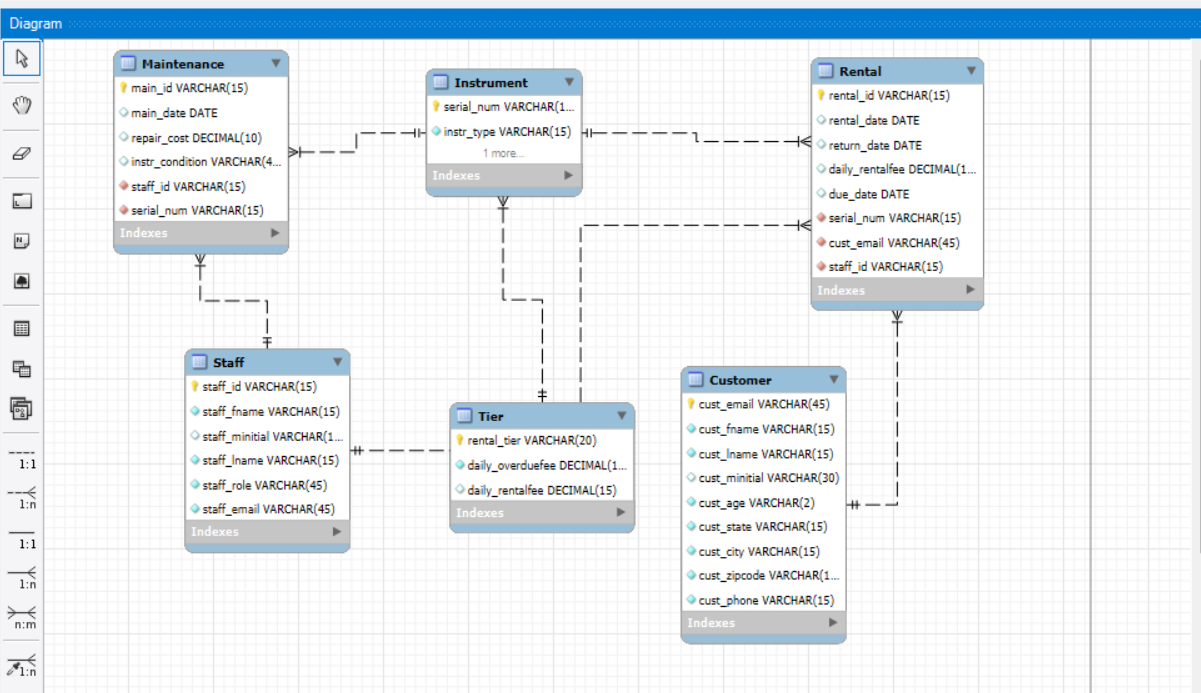 Diagram
Maintenance
main_id VARCHAR(15)
main_date DATE
repair_cost DECIMAL(10)
instr_condition VARCHAR(4...
staff_id VARCHAR(15)
serial_num VARCHAR(15)
Indexes
Instrument
serial_num VARCHAR(1...
instr_type VARCHAR(15)
1 more...
Indexes
Rental
rental_id VARCHAR(15)
rental_date DATE
return_date DATE
daily_rentalfee DECIMAL(1...
due_date DATE
serial_num VARCHAR(15)
cust_email VARCHAR(45)
staff_id VARCHAR(15)
Indexes
Staff
staff_id VARCHAR(15)
staff_fname VARCHAR(15)
staff_minitial VARCHAR(1...
staff_lname VARCHAR(15)
staff_role VARCHAR(45)
staff_email VARCHAR(45)
Indexes
Tier
rental_tier VARCHAR(20)
daily_overduefee DECIMAL(1...
daily_rentalfee DECIMAL(15)
Indexes
Customer
cust_email VARCHAR(45)
cust_fname VARCHAR(15)
cust_lname VARCHAR(15)
cust_minitial VARCHAR(30)
cust_age VARCHAR(2)
cust_state VARCHAR(15)
cust_city VARCHAR(15)
cust_zipcode VARCHAR(1...
cust_phone VARCHAR(15)
Indexes
1:1
1:n
1:1
1:n
n:m
1:n